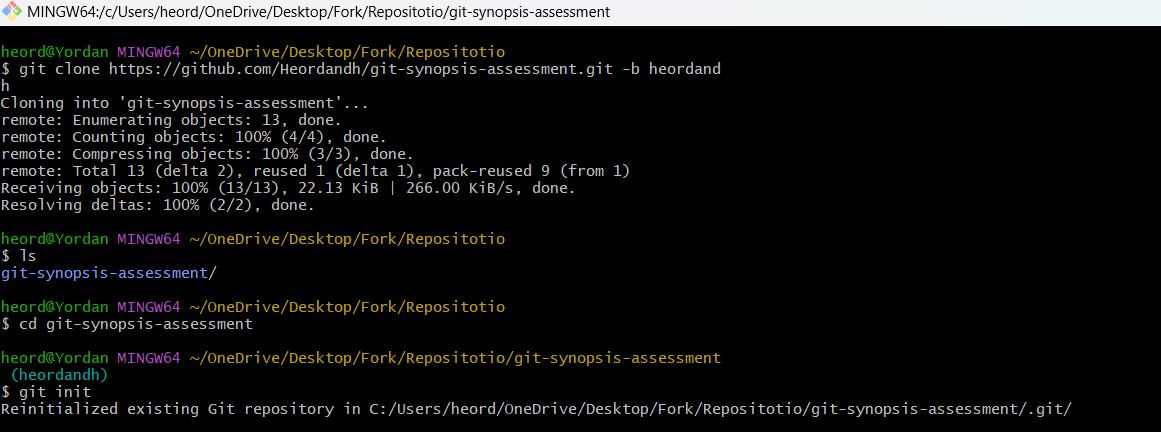 MINGW64:/c/Users/heord/OneDrive/Desktop/Fork/Repositotio/git-synopsis-assessment
heord@Yordan MINGW64 ~/OneDrive/Desktop/Fork/Repositotio
$ git clone https://github.com/Heordandh/git-synopsis-assessment.git -b heordand
h
Cloning into 'git-synopsis-assessment'...
remote: Enumerating objects: 13, done.
remote: Counting objects: 100% (4/4), done.
remote: Compressing objects: 100% (3/3), done.
remote: Total 13 (delta 2), reused 1 (delta 1), pack-reused 9 (from 1)
Receiving objects: 100% (13/13), 22.13 KiB | 266.00 KiB/s, done.
Resolving deltas: 100% (2/2), done.
heord@Yordan MINGW64 ~/OneDrive/Desktop/Fork/Repositotio
$ ls
git-synopsis-assessment/
heord@Yordan MINGW64 ~/OneDrive/Desktop/Fork/Repositotio
$ cd git-synopsis-assessment
heord@Yordan MINGW64 ~/OneDrive/Desktop/Fork/Repositotio/git-synopsis-assessment
(heordandh)
$ git init
Reinitialized existing Git repository in C:/Users/heord/OneDrive/Desktop/Fork/Repositotio/git-synopsis-assessment/.git/